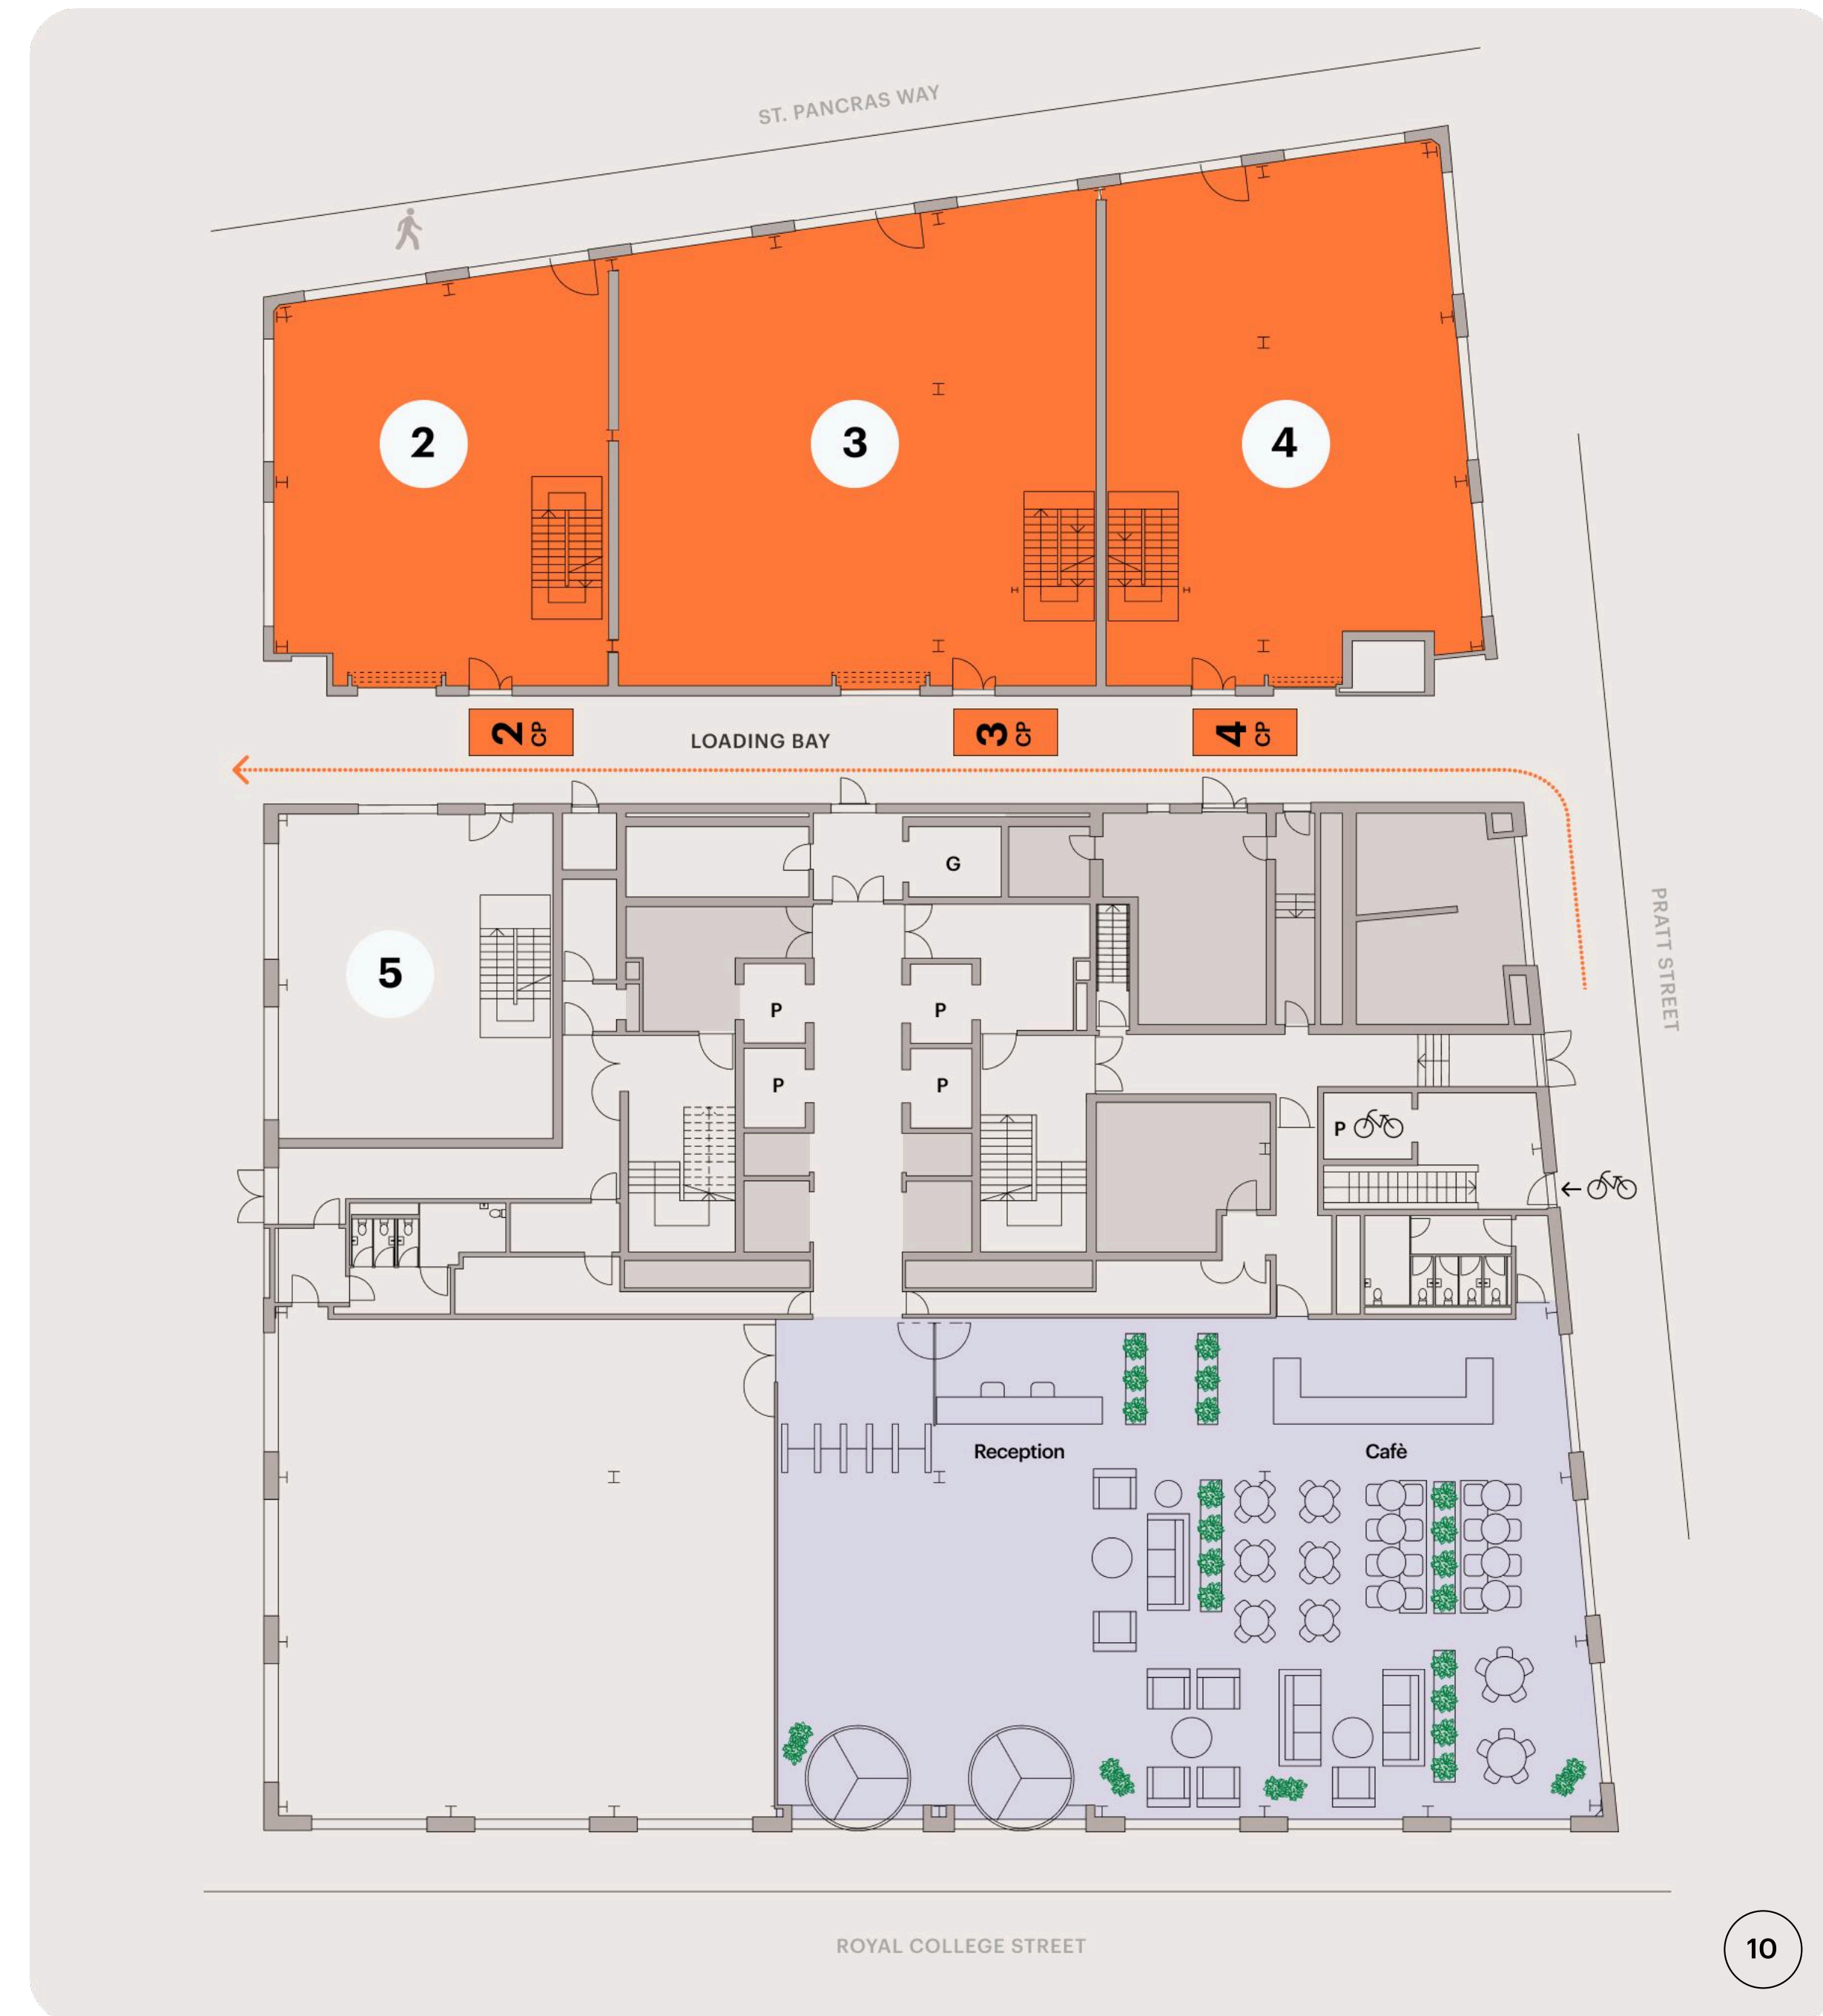 ST. PANCRAS WAY
2
3
4
2 CP
LOADING BAY
3 CP
4 CP
G
5
PRATT STREET
P
P
P
P
P
Reception
Cafè
ROYAL COLLEGE STREET
10